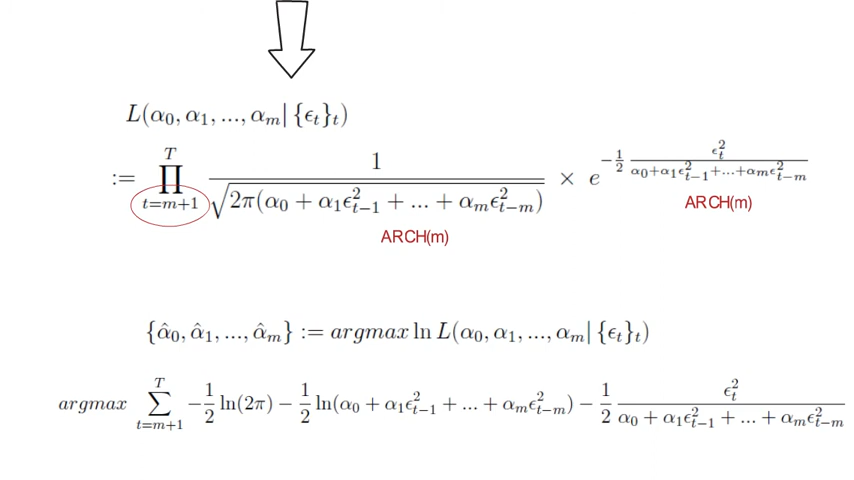 L(α₀, α₁, ..., αₘ| {ϵₜ}ₜ)
:= ∏_{t=m+1}^{T} 1 / √(2π(α₀ + α₁ϵ²ₜ₋₁ + ... + αₘϵ²ₜ₋ₘ)) × e^{−(1/2) ϵ²ₜ / (α₀+α₁ϵ²ₜ₋₁+...+αₘϵ²ₜ₋ₘ)}
ARCH(m) ARCH(m)
{α̂₀, α̂₁, ..., α̂ₘ} := argmax ln L(α₀, α₁, ..., αₘ| {ϵₜ}ₜ)
argmax ∑_{t=m+1}^{T} −(1/2) ln(2π) − (1/2) ln(α₀ + α₁ϵ²ₜ₋₁ + ... + αₘϵ²ₜ₋ₘ) − (1/2) ϵ²ₜ / (α₀ + α₁ϵ²ₜ₋₁ + ... + αₘϵ²ₜ₋ₘ)